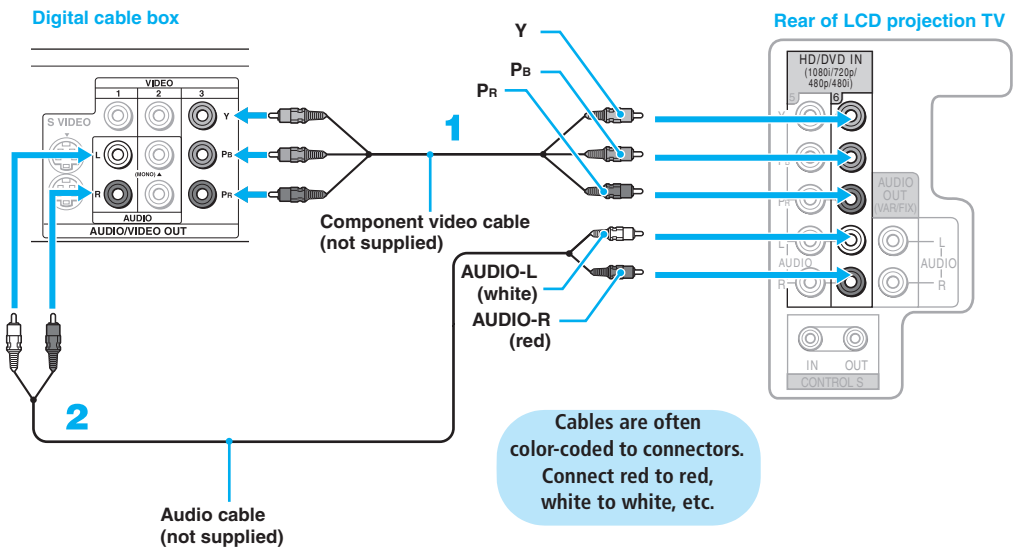 Digital cable box
Rear of LCD projection TV
VIDEO
1 2 3
S VIDEO
Y
PB
PR
L
R
(MONO)
AUDIO
AUDIO/VIDEO OUT
1
Y
PB
PR
Component video cable
(not supplied)
AUDIO-L
(white)
AUDIO-R
(red)
HD/DVD IN
(1080i/720p/
480p/480i)
5 6
Y
PB
PR
L
AUDIO
R
AUDIO
OUT
(VAR/FIX)
L
AUDIO
R
IN OUT
CONTROL S
2
Audio cable
(not supplied)
Cables are often
color-coded to connectors.
Connect red to red,
white to white, etc.